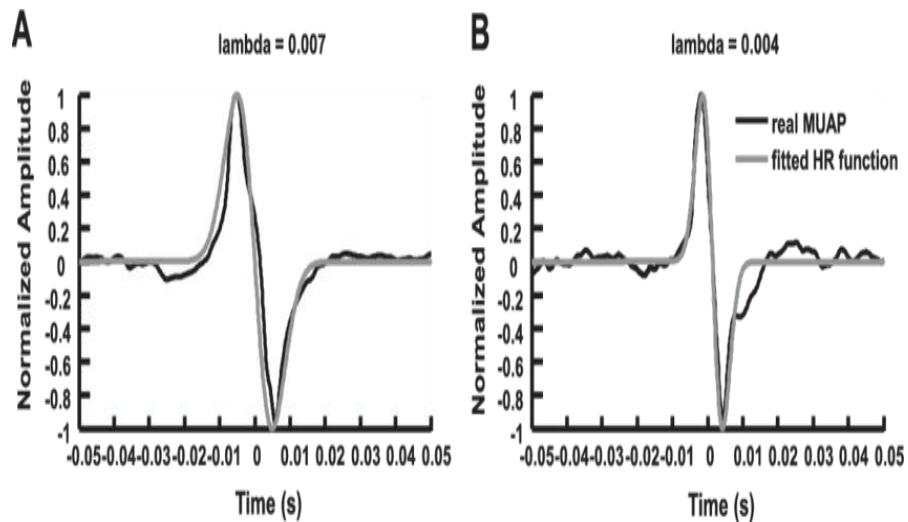 A
lambda = 0.007
Normalized Amplitude
1
0.8
0.6
0.4
0.2
0
-0.2
-0.4
-0.6
-0.8
-1
-0.05 -0.04 -0.03 -0.02 -0.01 0 0.01 0.02 0.03 0.04 0.05
Time (s)
B
lambda = 0.004
real MUAP
fitted HR function
Normalized Amplitude
1
0.8
0.6
0.4
0.2
0
-0.2
-0.4
-0.6
-0.8
-1
-0.05 -0.04 -0.03 -0.02 -0.01 0 0.01 0.02 0.03 0.04 0.05
Time (s)